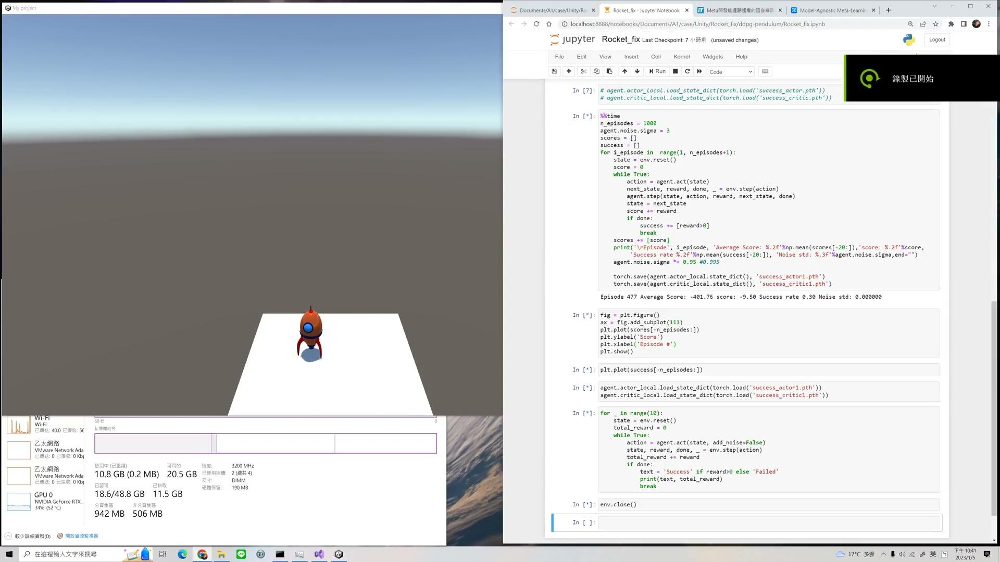 My project
Documents/A1/case/Unity/Ro
Rocket_fix - Jupyter Notebook
Meta開發能邊聽邊看的語音辨
Model-Agnostic Meta-Learnin
localhost:8888/notebooks/Documents/A1/case/Unity/Rocket_fix/ddpg-pendulum/Rocket_fix.ipynb
jupyter Rocket_fix Last Checkpoint: 7 小時前 (unsaved changes)
Logout
File Edit View Insert Cell Kernel Widgets Help
Run
Code
錄製已開始
In [7]: # agent.actor_local.load_state_dict(torch.load('success_actor.pth'))
# agent.critic_local.load_state_dict(torch.load('success_critic.pth'))
In [*]: %%time
n_episodes = 1000
agent.noise.sigma = 3
scores = []
success = []
for i_episode in  range(1, n_episodes+1):
    state = env.reset()
    score = 0
    while True:
        action = agent.act(state)
        next_state, reward, done, _ = env.step(action)
        agent.step(state, action, reward, next_state, done)
        state = next_state
        score += reward
        if done:
            success += [reward>0]
            break
    scores += [score]
    print('\rEpisode', i_episode, 'Average Score: %.2f'%np.mean(scores[-20:]),'score: %.2f'%score,
         'Success rate %.2f'%np.mean(success[-20:]), 'Noise std: %.3f'%agent.noise.sigma,end="")
    agent.noise.sigma *= 0.95 #0.995
    torch.save(agent.actor_local.state_dict(), 'success_actor1.pth')
    torch.save(agent.critic_local.state_dict(), 'success_critic1.pth')
Episode 477 Average Score: -401.76 score: -9.50 Success rate 0.30 Noise std: 0.000000
In [*]: fig = plt.figure()
ax = fig.add_subplot(111)
plt.plot(scores[-n_episodes:])
plt.ylabel('Score')
plt.xlabel('Episode #')
plt.show()
In [*]: plt.plot(success[-n_episodes:])
In [*]: agent.actor_local.load_state_dict(torch.load('success_actor1.pth'))
agent.critic_local.load_state_dict(torch.load('success_critic1.pth'))
In [*]: for _ in range(10):
    state = env.reset()
    total_reward = 0
    while True:
        action = agent.act(state, add_noise=False)
        state, reward, done, _ = env.step(action)
        total_reward += reward
        if done:
            text = 'Success' if reward>0 else 'Failed'
            print(text, total_reward)
            break
In [*]: env.close()
In [ ]:
Wi-Fi
Wi-Fi
已傳送: 40.0 已接收: 56
乙太網路
VMware Network Ada
已傳送: 0 已接收: 0 Kbp
乙太網路
VMware Network Ada
已傳送: 0 已接收: 0 Kbp
GPU 0
NVIDIA GeForce RTX...
34% (52 °C)
60 秒 0
記憶體組合
使用中 (已壓縮) 可用的
10.8 GB (0.2 MB) 20.5 GB
已認可 已快取
18.6/48.8 GB 11.5 GB
分頁集區 非分頁集區
942 MB 506 MB
速度: 3200 MHz
已使用插槽: 2 (總共 4)
尺寸: DIMM
硬體保留: 190 MB
較少詳細資料(D) 開啟資源監視器
在這裡輸入文字來搜尋
17°C 多雲
英
下午 10:41
2023/1/5